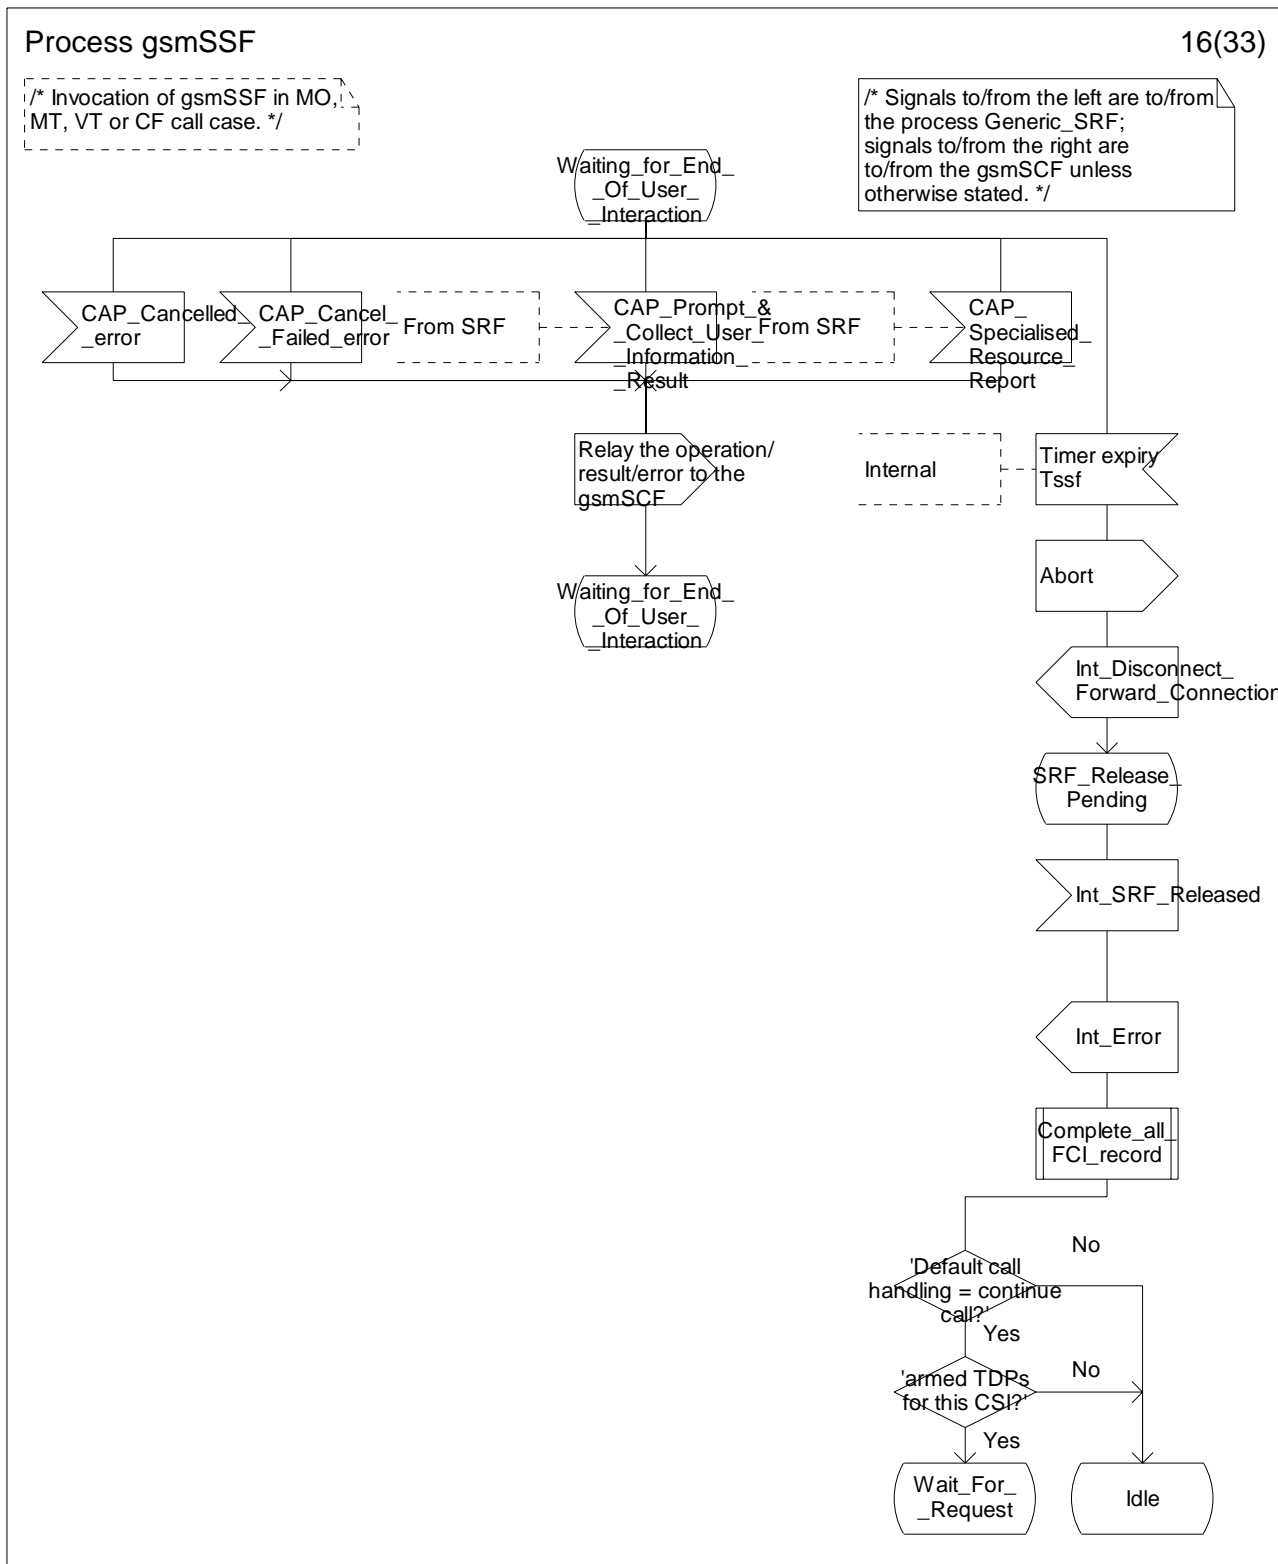 Process gsmSSF
16(33)
/* Invocation of gsmSSF in MO,
MT, VT or CF call case. */
/* Signals to/from the left are to/from
the process Generic_SRF;
signals to/from the right are
to/from the gsmSCF unless
otherwise stated. */
Waiting_for_End_
_Of_User_
_Interaction
CAP_Cancelled_
_error
CAP_Cancel_
_Failed_error
From SRF
CAP_Prompt_&
_Collect_User_
_Information_
_Result
From SRF
CAP_
Specialised_
Resource_
Report
Relay the operation/
result/error to the
gsmSCF
Internal
Timer expiry
Tssf
Waiting_for_End_
_Of_User_
_Interaction
Abort
Int_Disconnect_
Forward_Connection
SRF_Release_
Pending
Int_SRF_Released
Int_Error
Complete_all_
FCI_record
No
'Default call
handling = continue
call?'
Yes
'armed TDPs
for this CSI?'
No
Yes
Wait_For_
_Request
Idle